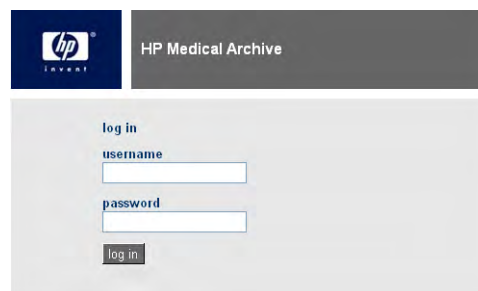 hp
invent
HP Medical Archive
log in
username
password
log in